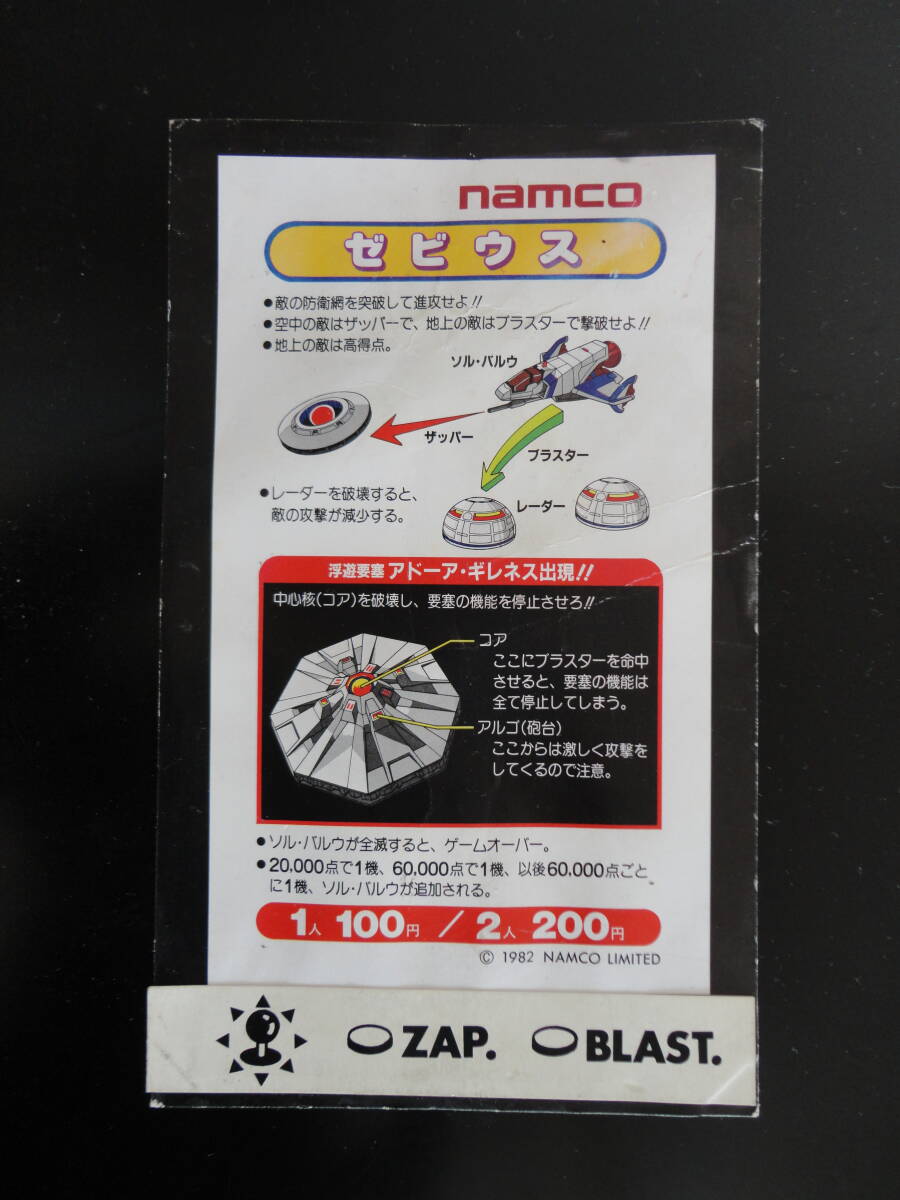 namco
ゼビウス
●敵の防衛網を突破して進攻せよ!!
●空中の敵はザッパーで、地上の敵はブラスターで撃破せよ!!
●地上の敵は高得点。
ソル・バルウ
ザッパー
ブラスター
●レーダーを破壊すると、
敵の攻撃が減少する。
レーダー
浮遊要塞 アドーア・ギレネス出現!!
中心核(コア)を破壊し、要塞の機能を停止させろ!!
コア
ここにブラスターを命中
させると、要塞の機能は
全て停止してしまう。
アルゴ(砲台)
ここからは激しく攻撃を
してくるので注意。
●ソル・バルウが全滅すると、ゲームオーバー。
●20,000点で1機、60,000点で1機、以後60,000点ごと
に1機、ソル・バルウが追加される。
1人 100円 / 2人 200円
© 1982 NAMCO LIMITED
ZAP. BLAST.